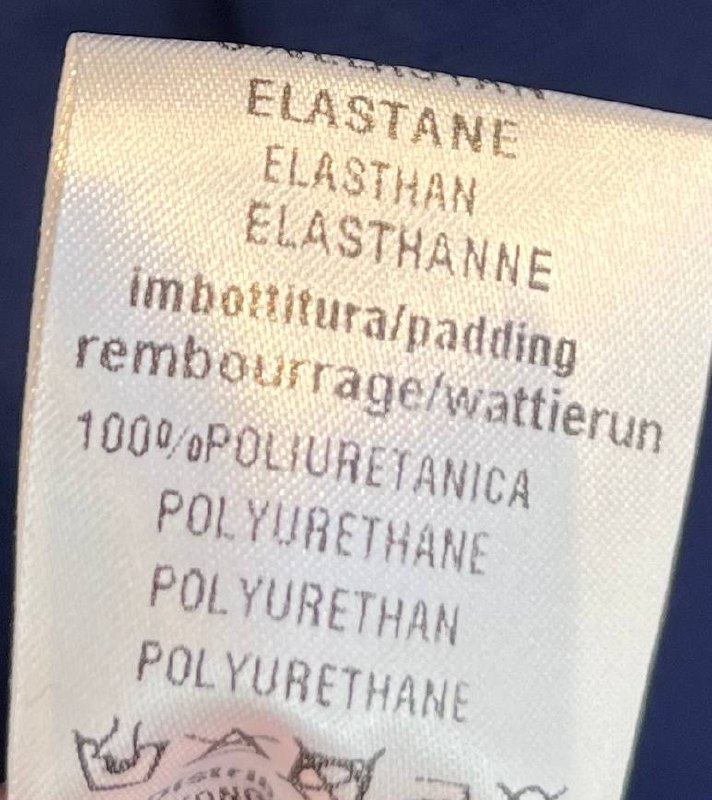 ELASTANE
ELASTHAN
ELASTHANNE
imbottitura/padding
rembourrage/wattierun
100%POLIURETANICA
POLYURETHANE
POLYURETHAN
POLYURETHANE